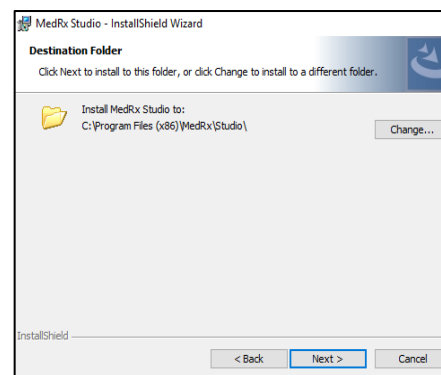 MedRx Studio - InstallShield Wizard
Destination Folder
Click Next to install to this folder, or click Change to install to a different folder.
Install MedRx Studio to:
C:\Program Files (x86)\MedRx\Studio\
Change...
InstallShield
< Back
Next >
Cancel